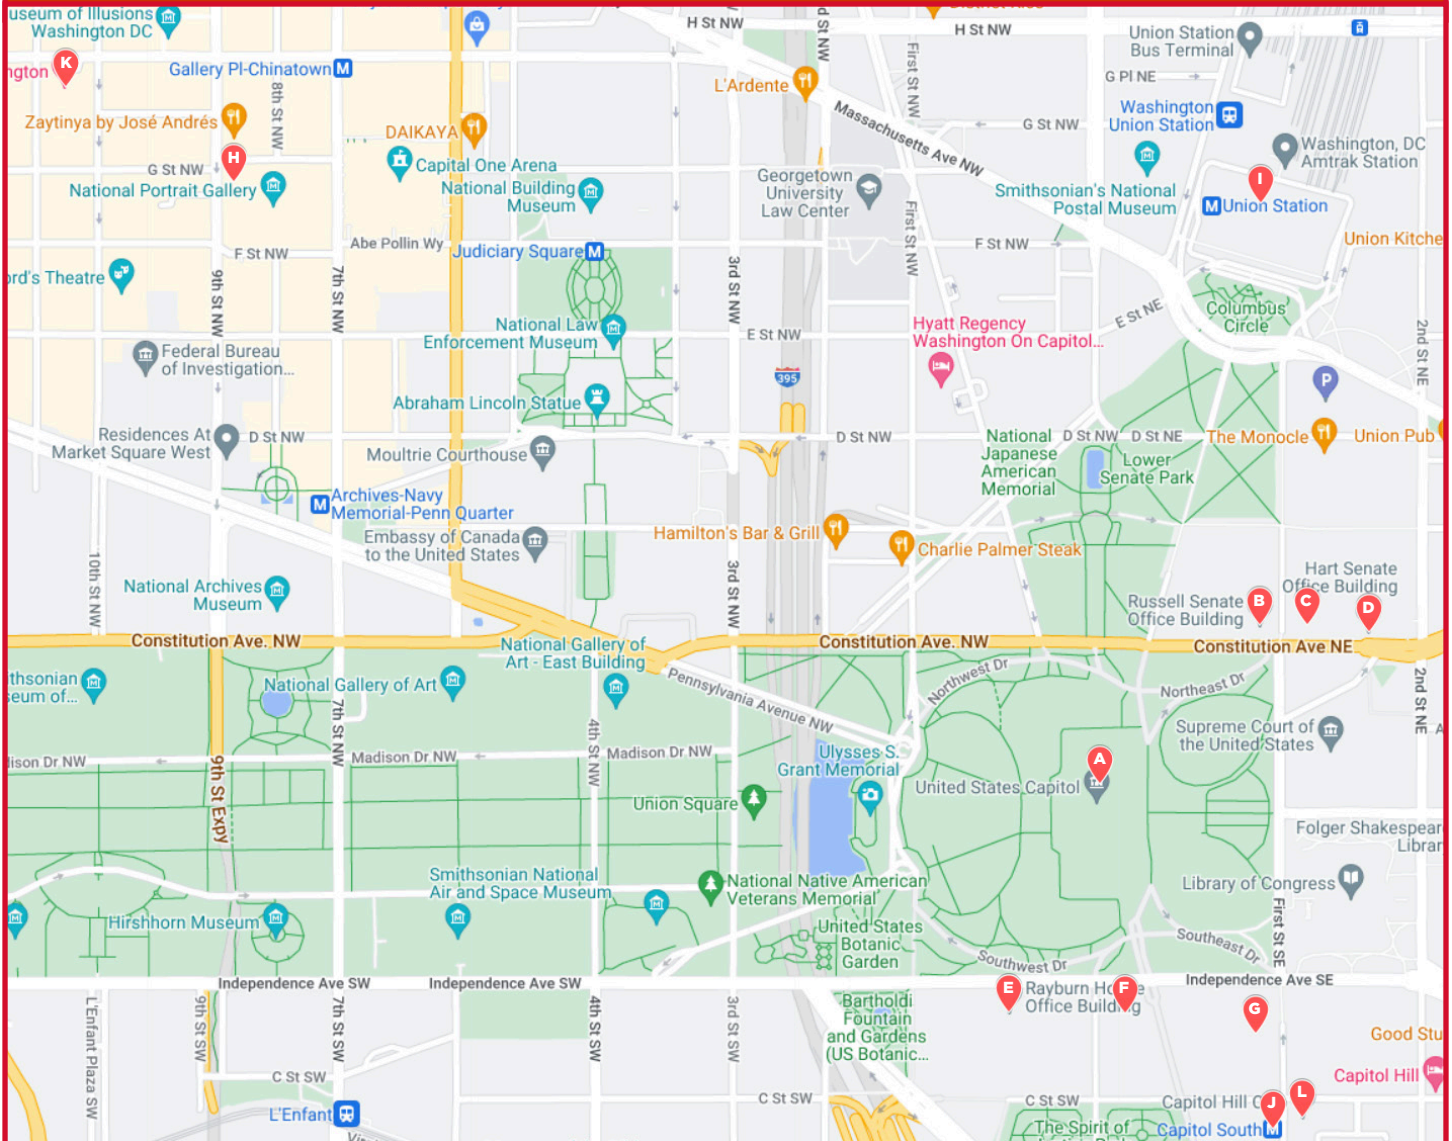 useum of Illusions
Washington DC
H St NW
H St NW
d St NW
Union Station
Bus Terminal
K
ngton
Gallery Pl-Chinatown M
8th St NW
L'Ardente
First St NW
G Pl NE
Washington
Union Station
Zaytinya by José Andrés
DAIKAYA
Massachusetts Ave NW
G St NW
G St NW
H
National Portrait Gallery
Capital One Arena
National Building
Museum
Georgetown
University
Law Center
Smithsonian's National
Postal Museum
Washington, DC
Amtrak Station
I
M Union Station
First St NW
F St NW
Abe Pollin Wy
Judiciary Square M
F St NW
Union Kitche
ord's Theatre
9th St NW
7th St NW
3rd St NW
Columbus
Circle
E St NE
National Law
Enforcement Museum
E St NW
Hyatt Regency
Washington On Capitol...
2nd St NE
Federal Bureau
of Investigation...
395
P
Abraham Lincoln Statue
Residences At
Market Square West
D St NW
Moultrie Courthouse
D St NW
National
Japanese
American
Memorial
D St NW
D St NE
The Monocle
Union Pub
Lower
Senate Park
M Archives-Navy
Memorial-Penn Quarter
Embassy of Canada
to the United States
Hamilton's Bar & Grill
Charlie Palmer Steak
10th St NW
3rd St NW
National Archives
Museum
Hart Senate
Office Building
Russell Senate
Office Building
B
C
D
Constitution Ave. NW
Constitution Ave. NW
Constitution Ave NE
National Gallery of
Art - East Building
thsonian
seum of...
National Gallery of Art
Pennsylvania Avenue NW
Northwest Dr
Northeast Dr
2nd St NE
7th St NW
4th St NW
Supreme Court of
the United States
A
dison Dr NW
Madison Dr NW
Madison Dr NW
Ulysses S.
Grant Memorial
United States Capitol
9th St Expy
Union Square
Folger Shakespear
Librar
Smithsonian National
Air and Space Museum
National Native American
Veterans Memorial
Library of Congress
Hirshhorn Museum
United States
Botanic
Garden
First St SE
Southeast Dr
Southwest Dr
Independence Ave SW
Independence Ave SW
Independence Ave SE
E
Rayburn House
Office Building
F
G
L'Enfant Plaza SW
9th St SW
7th St SW
4th St SW
3rd St SW
Bartholdi
Fountain
and Gardens
(US Botanic...
Good Stu
C St SW
C St SW
C St SW
Capitol Hill
Capitol Hill C
J
L
L'Enfant
Capitol South M
The Spirit of